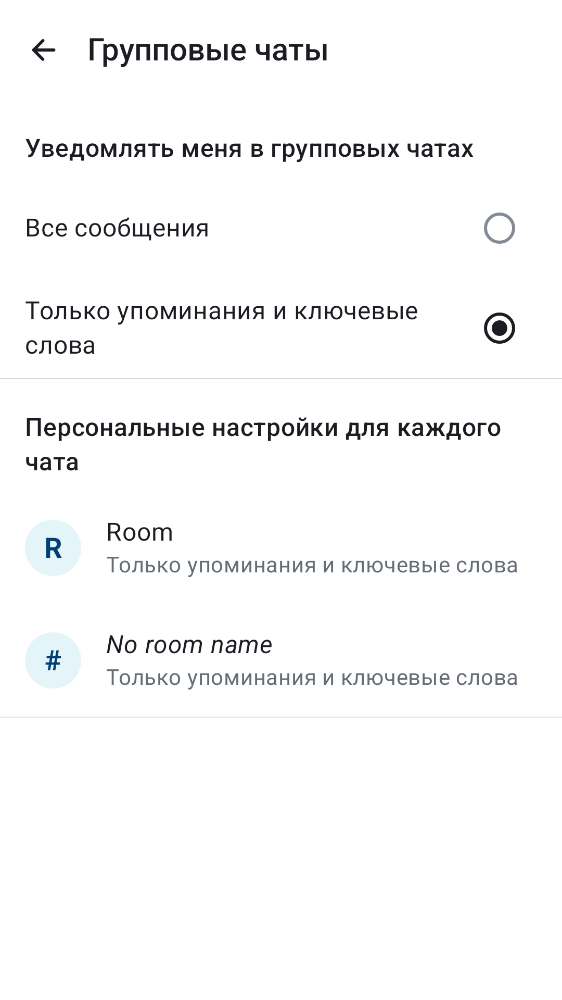 Групповые чаты
Уведомлять меня в групповых чатах
Все сообщения
Только упоминания и ключевые
слова
Персональные настройки для каждого
чата
R
Room
Только упоминания и ключевые слова
#
No room name
Только упоминания и ключевые слова